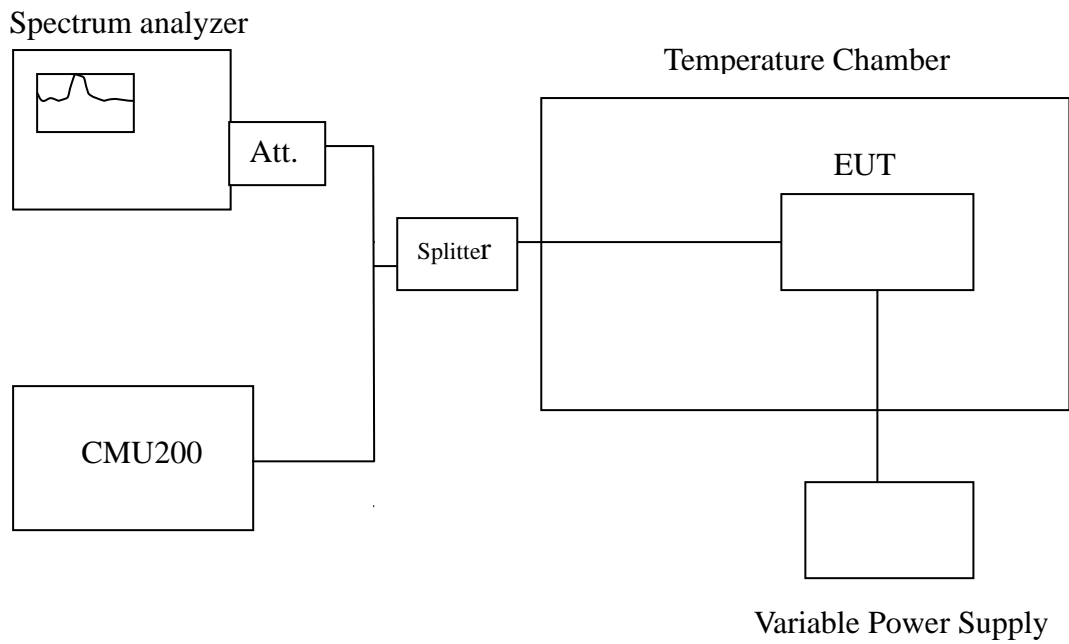 Spectrum analyzer
Temperature Chamber
Att.
EUT
Splitter
CMU200
Variable Power Supply